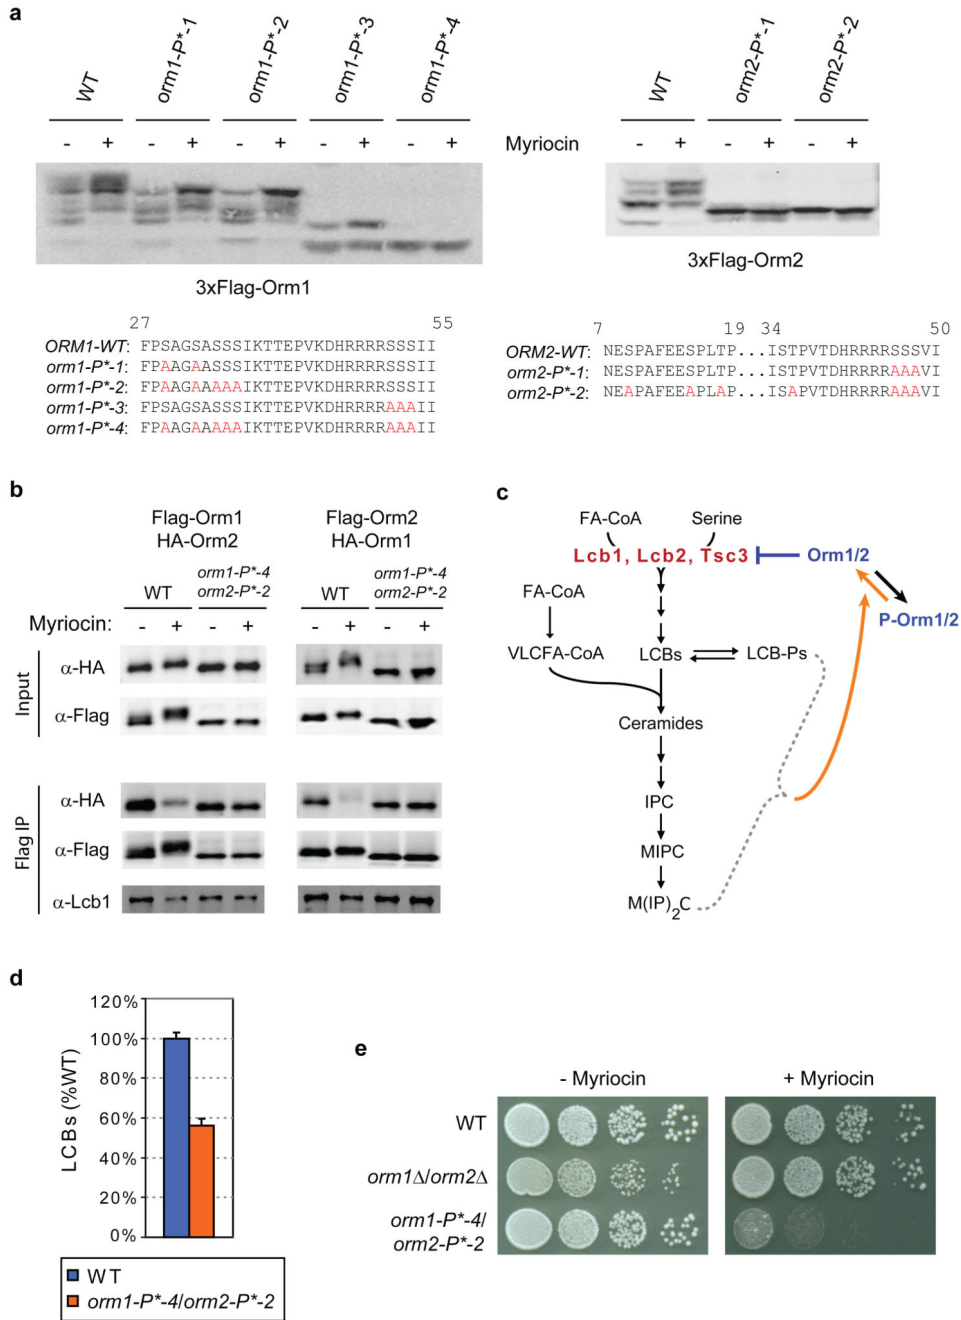 a
WT
orm1-P*-1
orm1-P*-2
orm1-P*-3
orm1-P*-4
- + - + - + - + - +
3xFlag-Orm1
WT
orm2-P*-1
orm2-P*-2
Myriocin - + - + - +
3xFlag-Orm2
27 55
ORM1-WT: FPSAGSASSSIKTTEPVKDHRRRRSSSII
orm1-P*-1: FPAAGAASSSIKTTEPVKDHRRRRSSSII
orm1-P*-2: FPAAGAAAAAIKTTEPVKDHRRRRSSSII
orm1-P*-3: FPSAGSASSSIKTTEPVKDHRRRRAAAII
orm1-P*-4: FPAAGAAAAAIKTTEPVKDHRRRRAAAII
7 19 34 50
ORM2-WT: NESPAFEESPLTP...ISTPVTDHRRRRSSSVI
orm2-P*-1: NESPAFEESPLTP...ISTPVTDHRRRRAAAVI
orm2-P*-2: NEAPAFEEAPLAP...ISAPVTDHRRRRAAAVI
b
Flag-Orm1
HA-Orm2
WT
orm1-P*-4
orm2-P*-2
Flag-Orm2
HA-Orm1
WT
orm1-P*-4
orm2-P*-2
Myriocin: - + - + - + - +
Input
α-HA
α-Flag
Flag IP
α-HA
α-Flag
α-Lcb1
c
FA-CoA Serine
Lcb1, Lcb2, Tsc3 Orm1/2
FA-CoA
P-Orm1/2
VLCFA-CoA LCBs LCB-Ps
Ceramides
IPC
MIPC
M(IP)2C
d
LCBs (%WT)
120%
100%
80%
60%
40%
20%
0%
WT
orm1-P*-4/orm2-P*-2
e
- Myriocin + Myriocin
WT
orm1Δ/orm2Δ
orm1-P*-4/
orm2-P*-2